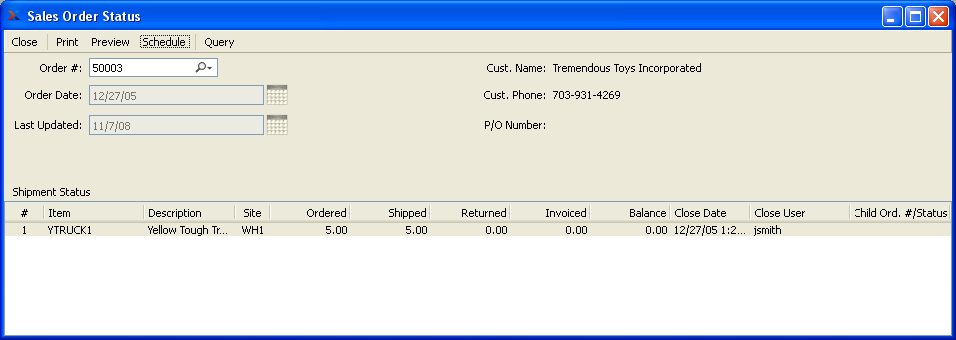 Sales Order Status
Close Print Preview Schedule Query
Order #: 50003 Cust. Name: Tremendous Toys Incorporated
Order Date: 12/27/05 Cust. Phone: 703-931-4269
Last Updated: 11/7/08 P/O Number:
Shipment Status
# Item Description Site Ordered Shipped Returned Invoiced Balance Close Date Close User Child Ord. #/Status
1 YTRUCK1 Yellow Tough Tr... WH1 5.00 5.00 0.00 0.00 0.00 12/27/05 1:2... jsmith